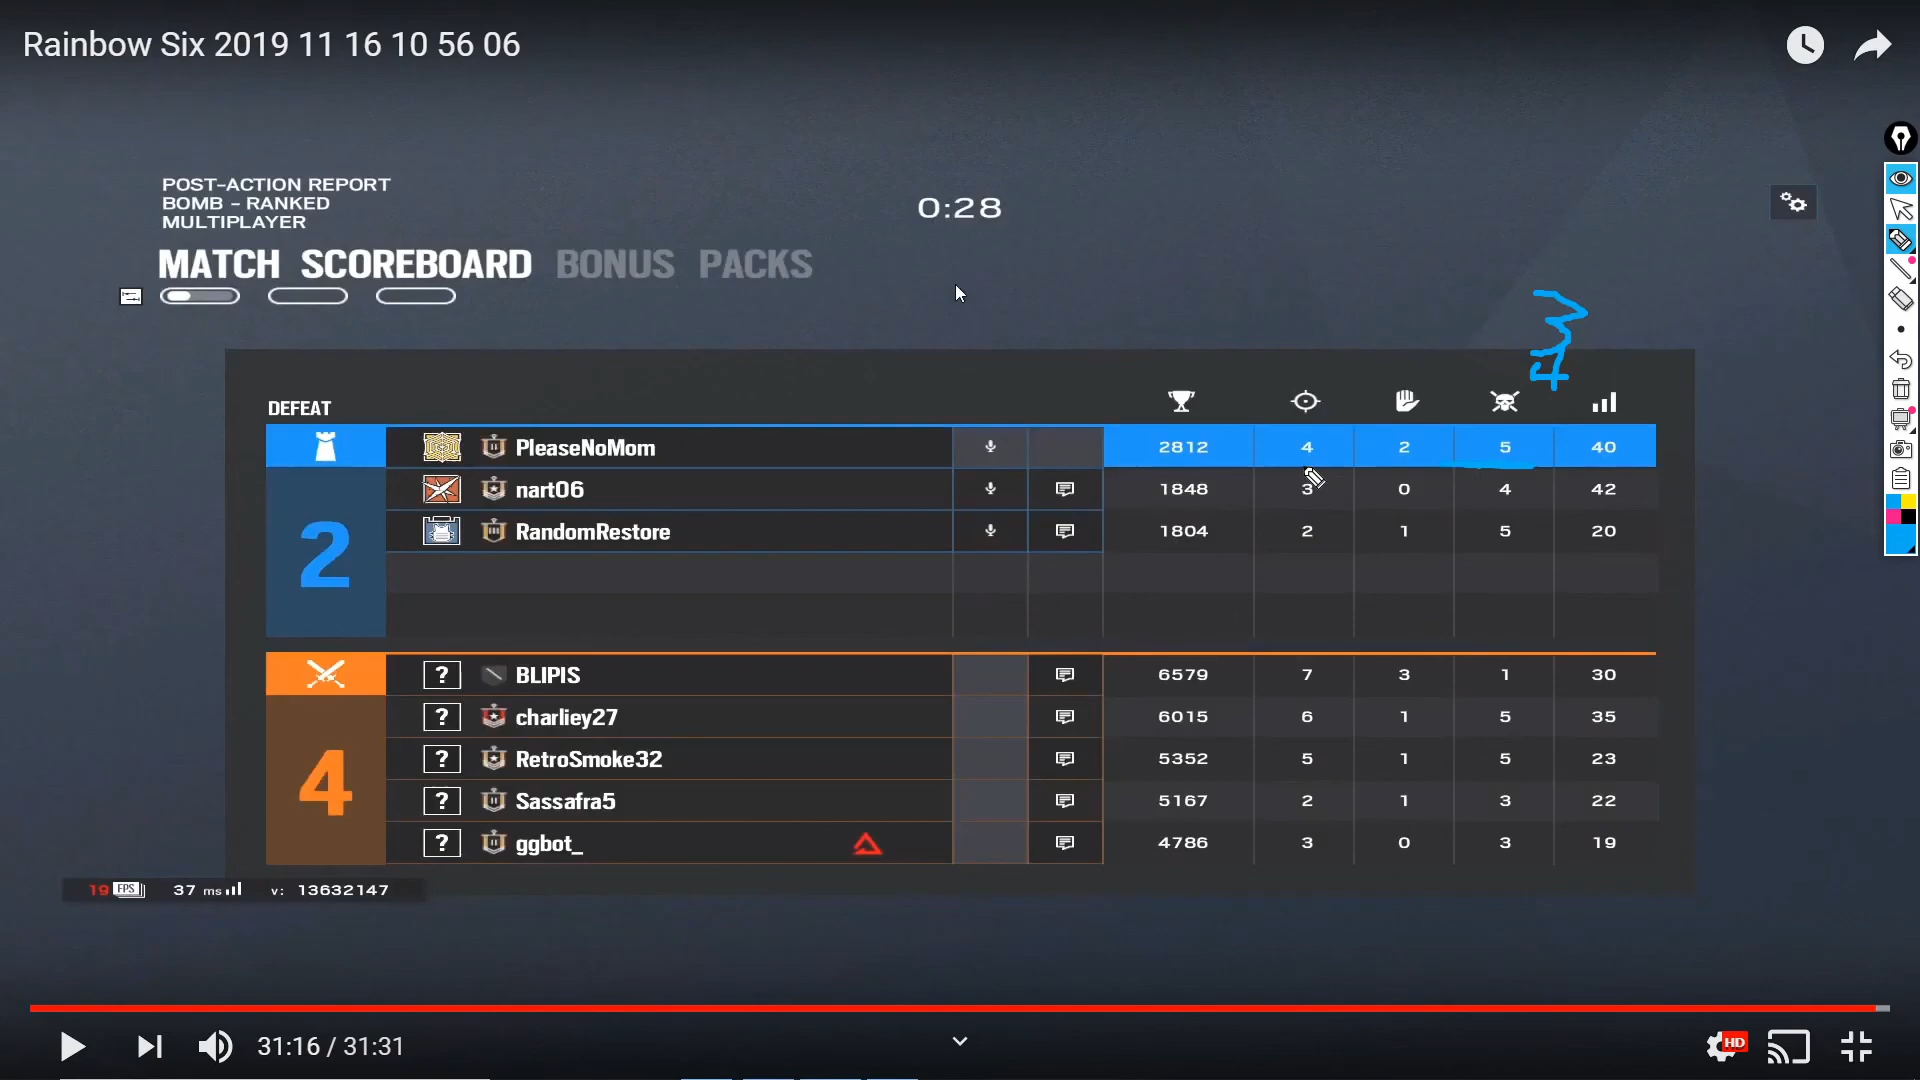 Rainbow Six 2019 11 16 10 56 06
POST-ACTION REPORT
BOMB - RANKED
MULTIPLAYER
0:28
MATCH SCOREBOARD BONUS PACKS
DEFEAT
PleaseNoMom 2812 4 2 5 40
nart06 1848 3 0 4 42
RandomRestore 1804 2 1 5 20
2
? BLIPIS 6579 7 3 1 30
? charliey27 6015 6 1 5 35
? RetroSmoke32 5352 5 1 5 23
? Sassafra5 5167 2 1 3 22
? ggbot_ 4786 3 0 3 19
4
19 FPS 37 ms v: 13632147
31:16 / 31:31
HD